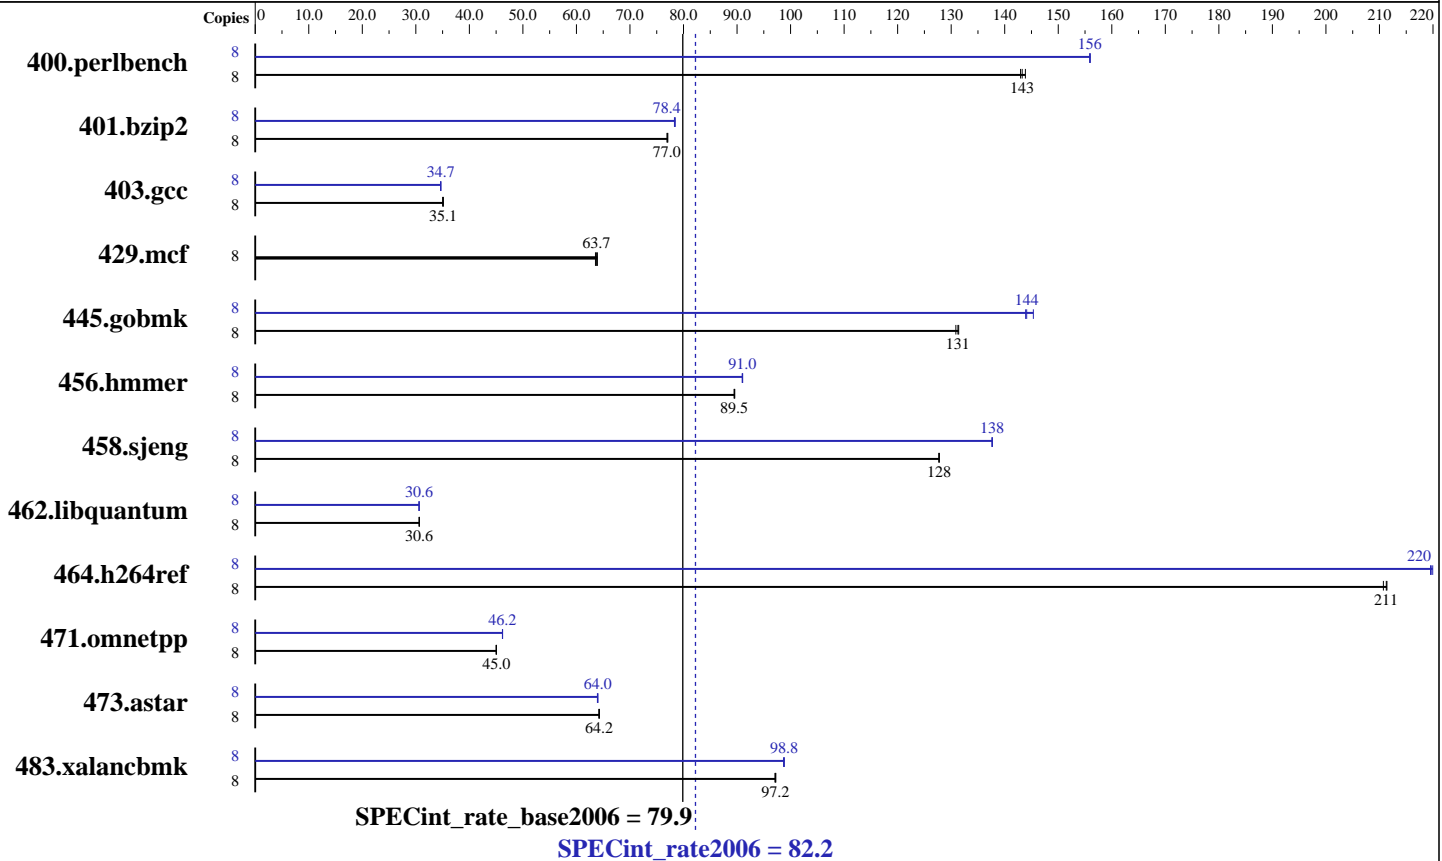 Copies 0 10.0 20.0 30.0 40.0 50.0 60.0 70.0 80.0 90.0 100 110 120 130 140 150 160 170 180 190 200 210 220
400.perlbench 8 156
8 143
401.bzip2 8 78.4
8 77.0
403.gcc 8 34.7
8 35.1
429.mcf 8 63.7
445.gobmk 8 144
8 131
456.hmmer 8 91.0
8 89.5
458.sjeng 8 138
8 128
462.libquantum 8 30.6
8 30.6
464.h264ref 8 220
8 211
471.omnetpp 8 46.2
8 45.0
473.astar 8 64.0
8 64.2
483.xalancbmk 8 98.8
8 97.2
SPECint_rate_base2006 = 79.9
SPECint_rate2006 = 82.2